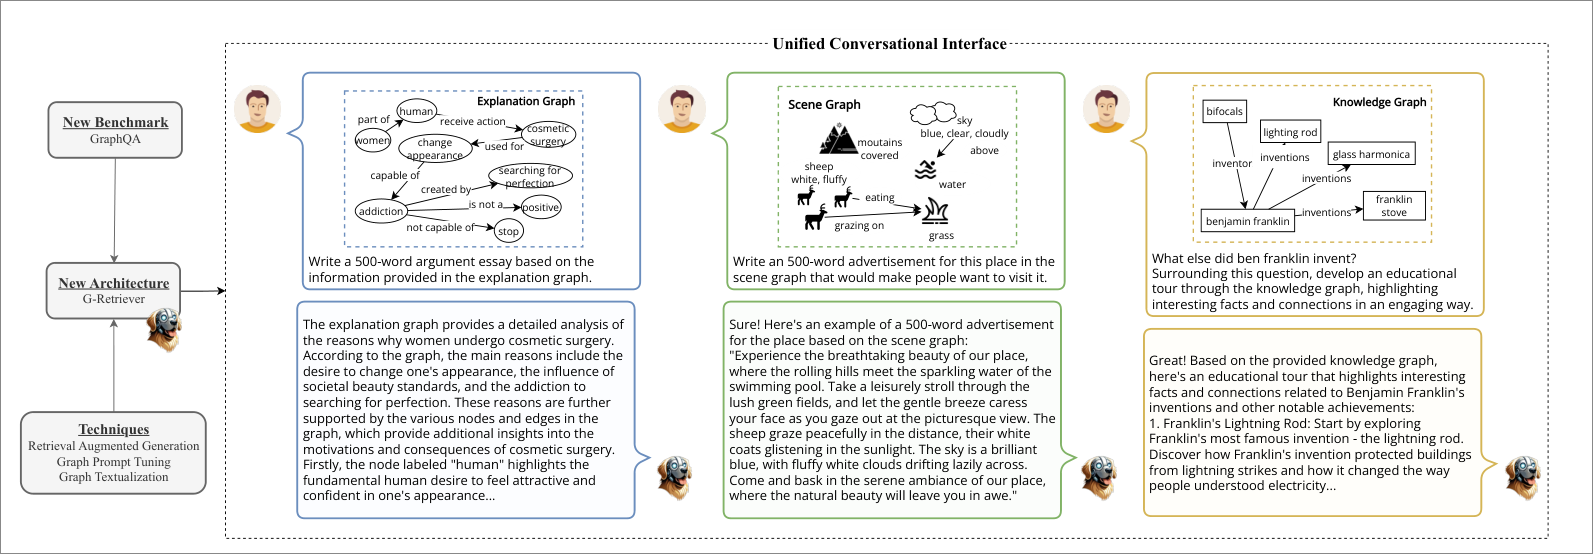 Unified Conversational Interface
New Benchmark
GraphQA
New Architecture
G-Retriever
Techniques
Retrieval Augmented Generation
Graph Prompt Tuning
Graph Textualization
Explanation Graph
human
part of
receive action
women
cosmetic
surgery
change
appearance
used for
capable of
searching for
perfection
created by
addiction
is not a
positive
not capable of
stop
Write a 500-word argument essay based on the
information provided in the explanation graph.
The explanation graph provides a detailed analysis of
the reasons why women undergo cosmetic surgery.
According to the graph, the main reasons include the
desire to change one's appearance, the influence of
societal beauty standards, and the addiction to
searching for perfection. These reasons are further
supported by the various nodes and edges in the
graph, which provide additional insights into the
motivations and consequences of cosmetic surgery.
Firstly, the node labeled "human" highlights the
fundamental human desire to feel attractive and
confident in one's appearance...
Scene Graph
sky
blue, clear, cloudly
moutains
covered
above
sheep
white, fluffy
water
eating
grazing on
grass
Write an 500-word advertisement for this place in the
scene graph that would make people want to visit it.
Sure! Here's an example of a 500-word advertisement
for the place based on the scene graph:
"Experience the breathtaking beauty of our place,
where the rolling hills meet the sparkling water of the
swimming pool. Take a leisurely stroll through the
lush green fields, and let the gentle breeze caress
your face as you gaze out at the picturesque view. The
sheep graze peacefully in the distance, their white
coats glistening in the sunlight. The sky is a brilliant
blue, with fluffy white clouds drifting lazily across.
Come and bask in the serene ambiance of our place,
where the natural beauty will leave you in awe."
Knowledge Graph
bifocals
lighting rod
glass harmonica
inventor
inventions
inventions
franklin
stove
benjamin franklin
inventions
What else did ben franklin invent?
Surrounding this question, develop an educational
tour through the knowledge graph, highlighting
interesting facts and connections in an engaging way.
Great! Based on the provided knowledge graph,
here's an educational tour that highlights interesting
facts and connections related to Benjamin Franklin's
inventions and other notable achievements:
1. Franklin's Lightning Rod: Start by exploring
Franklin's most famous invention - the lightning rod.
Discover how Franklin's invention protected buildings
from lightning strikes and how it changed the way
people understood electricity...